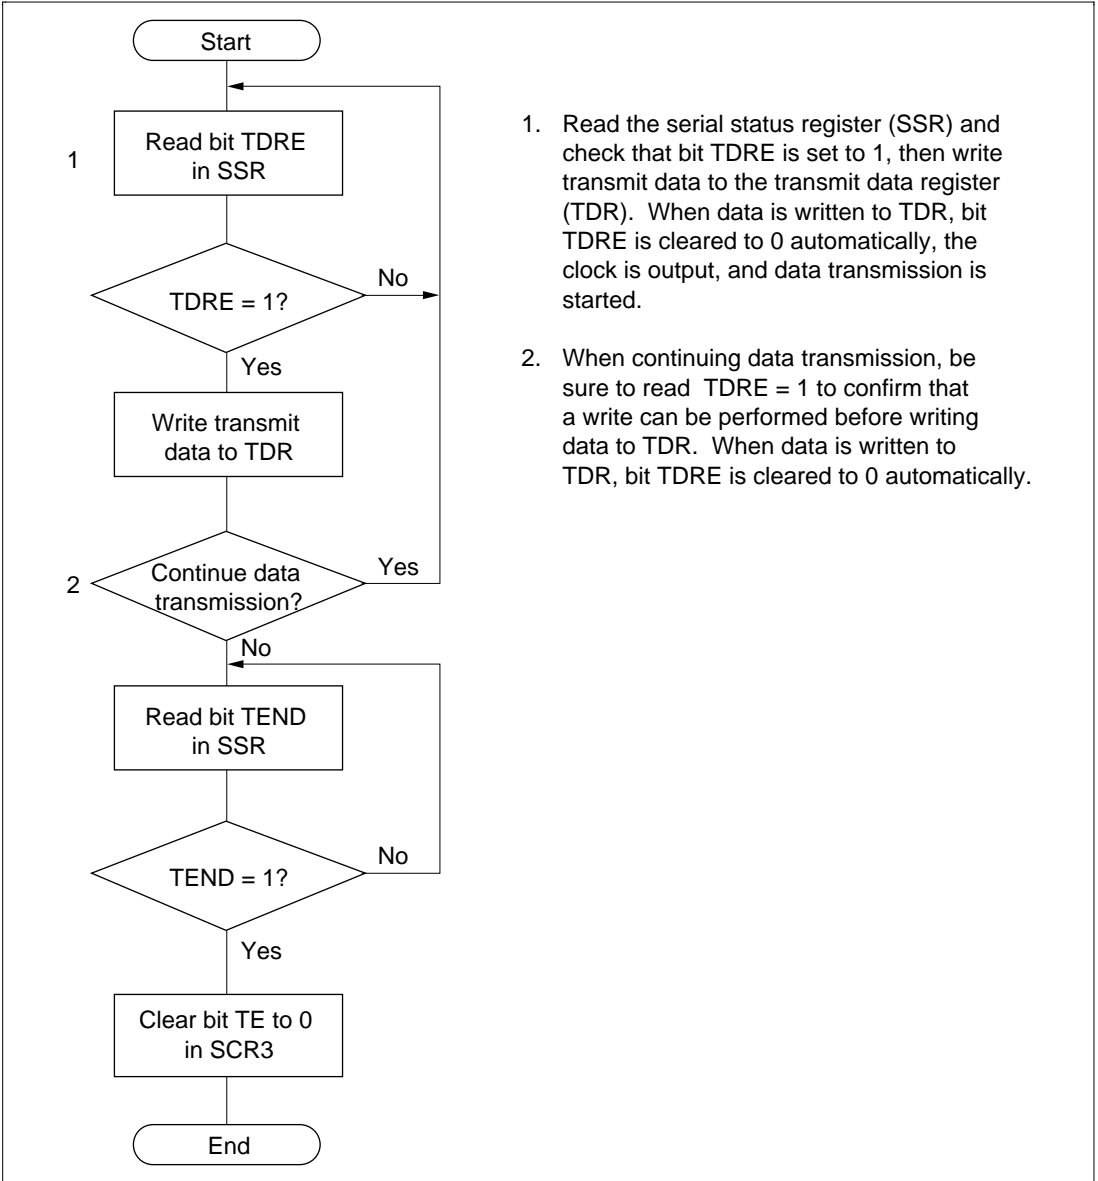 Start
1
Read bit TDRE
in SSR
TDRE = 1?
No
Yes
Write transmit
data to TDR
2
Continue data
transmission?
Yes
No
Read bit TEND
in SSR
TEND = 1?
No
Yes
Clear bit TE to 0
in SCR3
End
1. Read the serial status register (SSR) and
check that bit TDRE is set to 1, then write
transmit data to the transmit data register
(TDR). When data is written to TDR, bit
TDRE is cleared to 0 automatically, the
clock is output, and data transmission is
started.
2. When continuing data transmission, be
sure to read TDRE = 1 to confirm that
a write can be performed before writing
data to TDR. When data is written to
TDR, bit TDRE is cleared to 0 automatically.